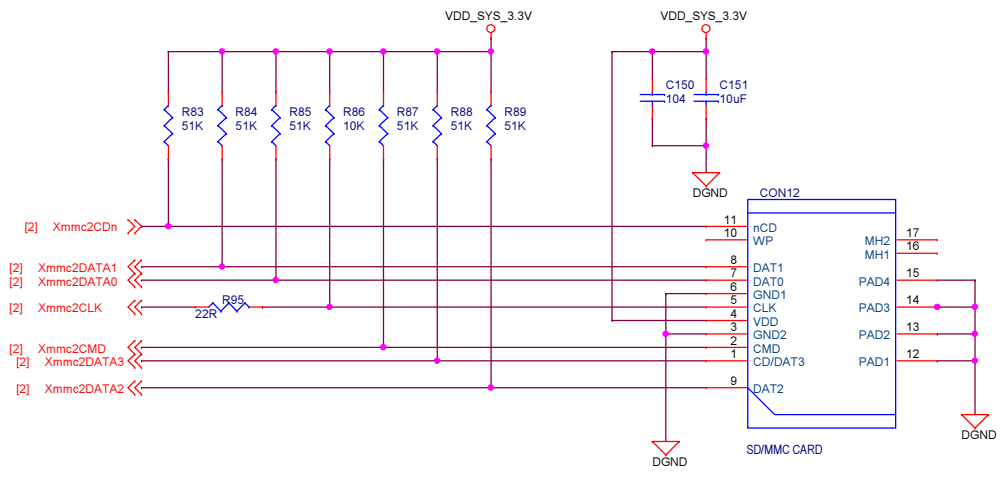 VDD_SYS_3.3V
VDD_SYS_3.3V
R83 51K
R84 51K
R85 51K
R86 10K
R87 51K
R88 51K
R89 51K
C150 104
C151 10uF
DGND
CON12
[2] Xmmc2CDn
11 nCD
10 WP
17 MH2
16 MH1
[2] Xmmc2DATA1
8 DAT1
[2] Xmmc2DATA0
7 DAT0
15 PAD4
6 GND1
R95
22R
[2] Xmmc2CLK
5 CLK
14 PAD3
4 VDD
3 GND2
13 PAD2
[2] Xmmc2CMD
2 CMD
[2] Xmmc2DATA3
1 CD/DAT3
12 PAD1
[2] Xmmc2DATA2
9 DAT2
DGND
SD/MMC CARD
DGND